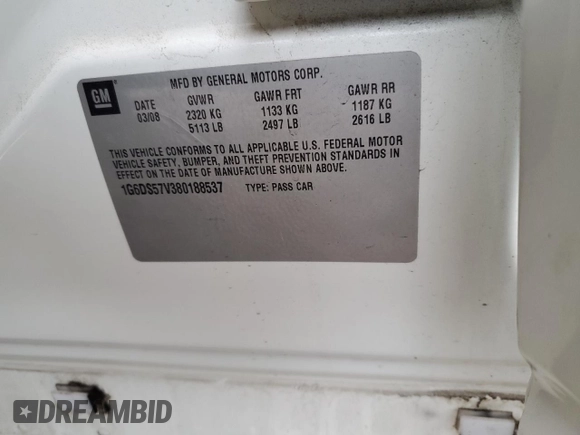 GM
MFD BY GENERAL MOTORS CORP.
DATE GVWR GAWR FRT GAWR RR
03/08 2320 KG 1133 KG 1187 KG
5113 LB 2497 LB 2616 LB
THIS VEHICLE CONFORMS TO ALL APPLICABLE U.S. FEDERAL MOTOR
VEHICLE SAFETY, BUMPER, AND THEFT PREVENTION STANDARDS IN
EFFECT ON THE DATE OF MANUFACTURE SHOWN ABOVE.
1G6DS57V380188537 TYPE: PASS CAR
DREAMBID